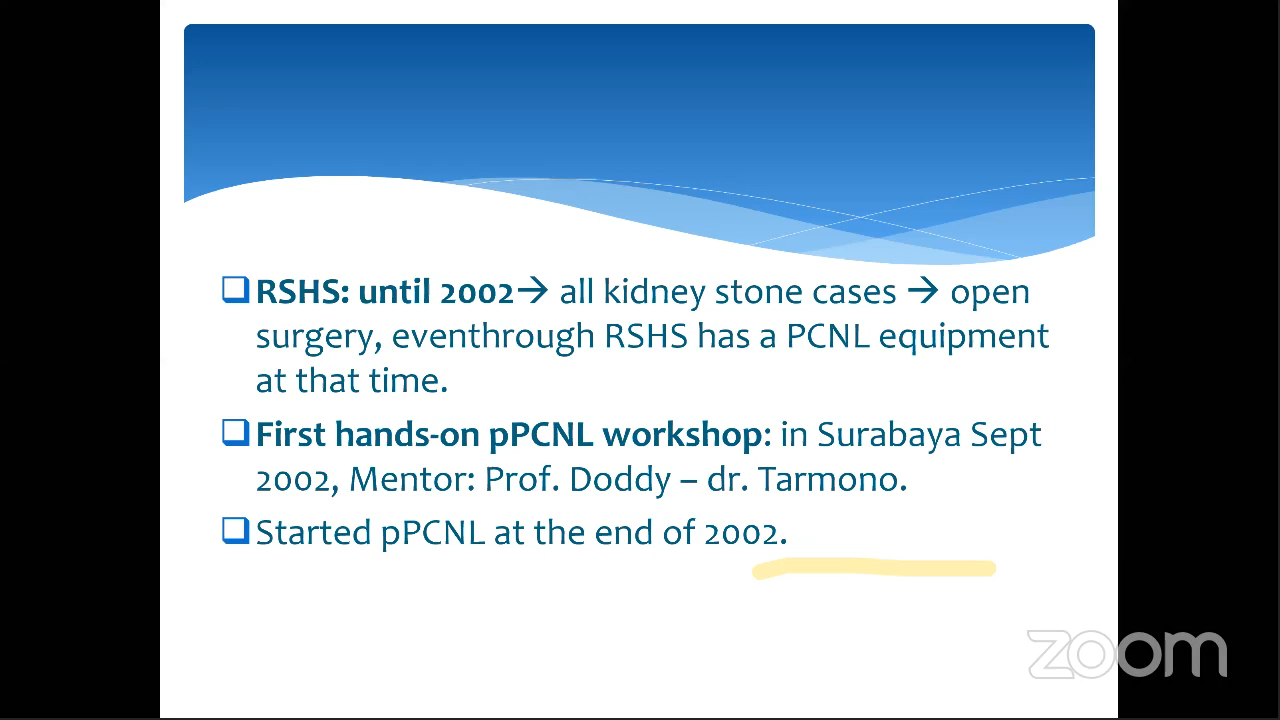 RSHS: until 2002→ all kidney stone cases → open
surgery, eventhrough RSHS has a PCNL equipment
at that time.
First hands-on pPCNL workshop: in Surabaya Sept
2002, Mentor: Prof. Doddy – dr. Tarmono.
Started pPCNL at the end of 2002.
zoom